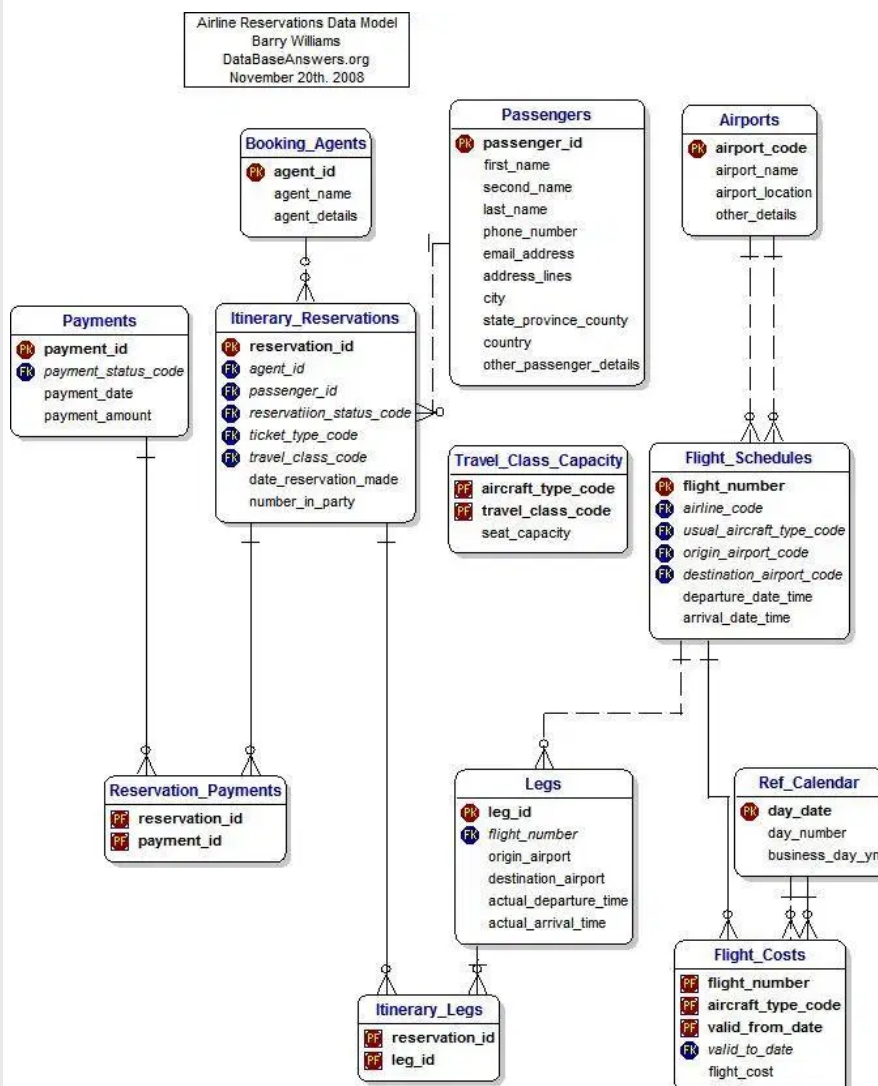 Airline Reservations Data Model
Barry Williams
DataBaseAnswers.org
November 20th. 2008
Booking_Agents
PK agent_id
agent_name
agent_details
Passengers
PK passenger_id
first_name
second_name
last_name
phone_number
email_address
address_lines
city
state_province_county
country
other_passenger_details
Airports
PK airport_code
airport_name
airport_location
other_details
Payments
PK payment_id
FK payment_status_code
payment_date
payment_amount
Itinerary_Reservations
PK reservation_id
FK agent_id
FK passenger_id
FK reservatiion_status_code
FK ticket_type_code
FK travel_class_code
date_reservation_made
number_in_party
Travel_Class_Capacity
PF aircraft_type_code
PF travel_class_code
seat_capacity
Flight_Schedules
PK flight_number
FK airline_code
FK usual_aircraft_type_code
FK origin_airport_code
FK destination_airport_code
departure_date_time
arrival_date_time
Reservation_Payments
PF reservation_id
PF payment_id
Legs
PK leg_id
FK flight_number
origin_airport
destination_airport
actual_departure_time
actual_arrival_time
Ref_Calendar
PK day_date
day_number
business_day_yn
Itinerary_Legs
PF reservation_id
PF leg_id
Flight_Costs
PF flight_number
PF aircraft_type_code
PF valid_from_date
FK valid_to_date
flight_cost